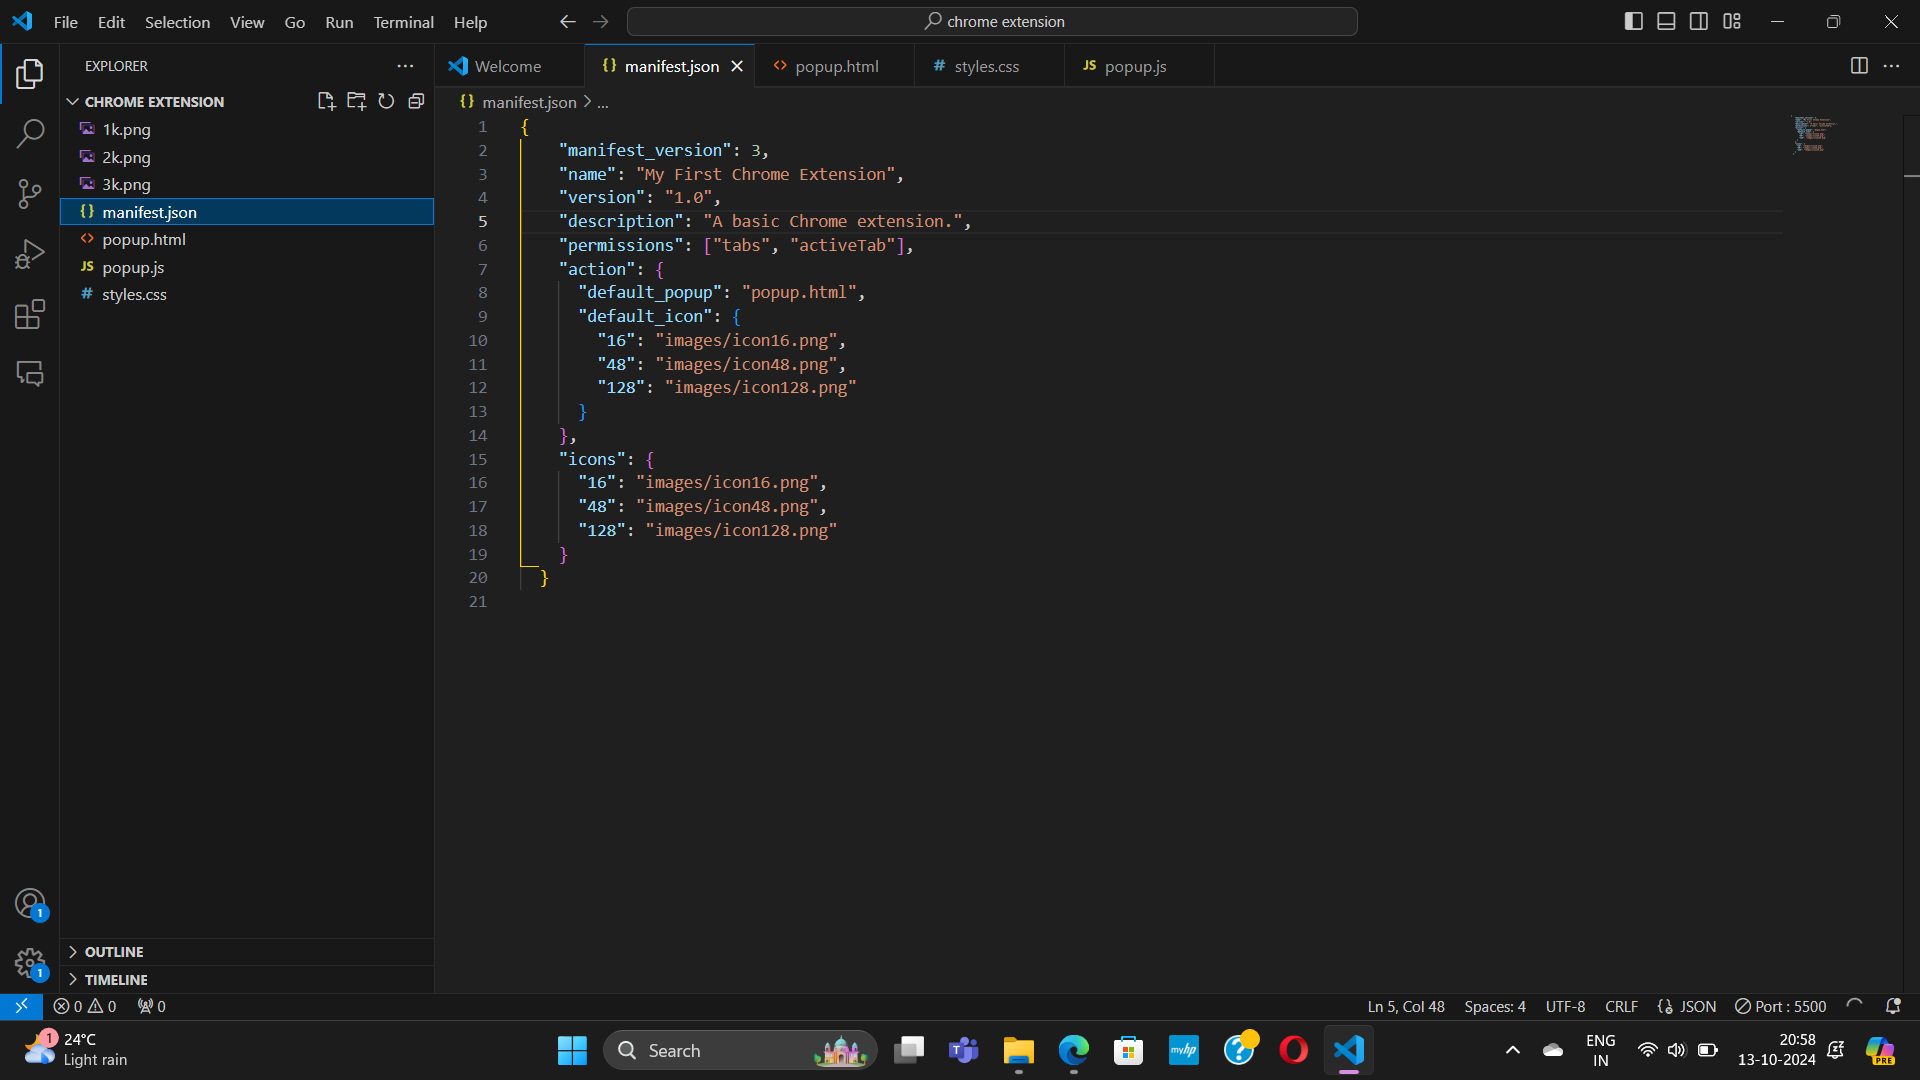 File Edit Selection View Go Run Terminal Help
chrome extension
EXPLORER
CHROME EXTENSION
1k.png
2k.png
3k.png
manifest.json
popup.html
popup.js
styles.css
OUTLINE
TIMELINE
Welcome
manifest.json
popup.html
styles.css
popup.js
manifest.json > ...
1 {
2 "manifest_version": 3,
3 "name": "My First Chrome Extension",
4 "version": "1.0",
5 "description": "A basic Chrome extension.",
6 "permissions": ["tabs", "activeTab"],
7 "action": {
8 "default_popup": "popup.html",
9 "default_icon": {
10 "16": "images/icon16.png",
11 "48": "images/icon48.png",
12 "128": "images/icon128.png"
13 }
14 },
15 "icons": {
16 "16": "images/icon16.png",
17 "48": "images/icon48.png",
18 "128": "images/icon128.png"
19 }
20 }
21
1
1
0 0 0
Ln 5, Col 48 Spaces: 4 UTF-8 CRLF JSON Port : 5500
1 24°C
Light rain
Search
myhp
ENG
IN
20:58
13-10-2024
PRE